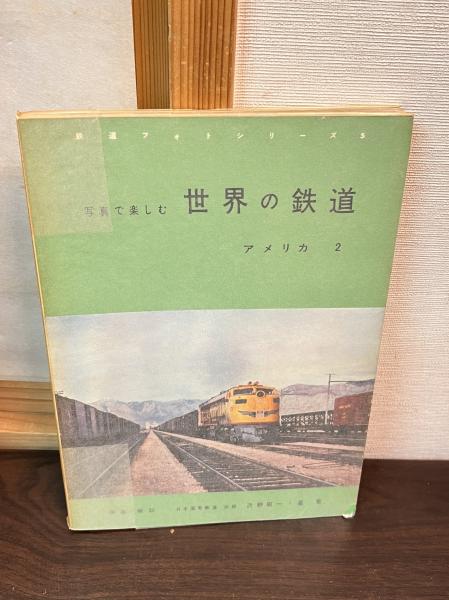 鉄道フォトシリーズ 5
写真で楽しむ 世界の鉄道
アメリカ 2